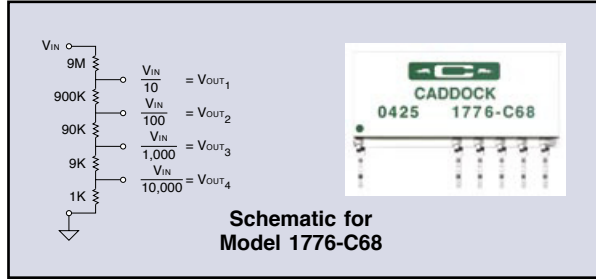 VIN
9M
VIN
10
= VOUT1
900K
VIN
100
= VOUT2
90K
VIN
1,000
= VOUT3
9K
VIN
10,000
= VOUT4
1K
CADDOCK
0425 1776-C68
Schematic for
Model 1776-C68